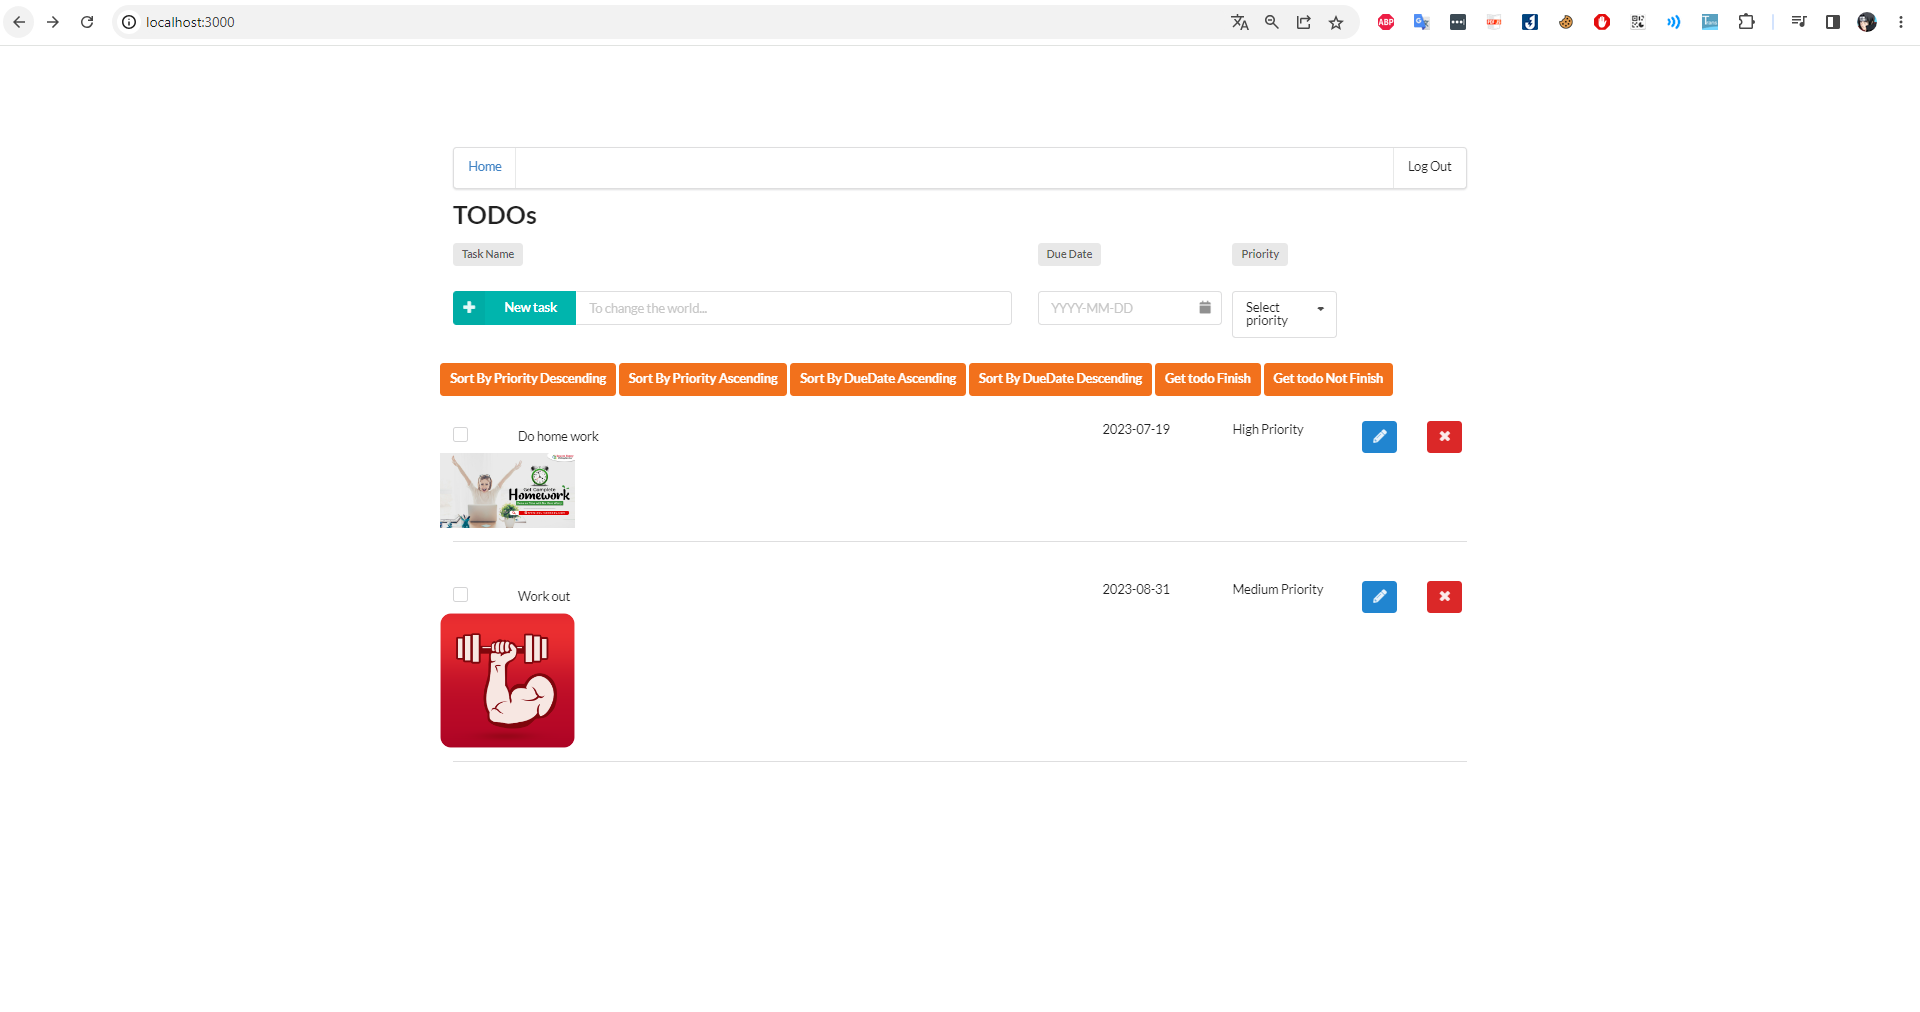 localhost:3000
ABP
Home
Log Out
TODOs
Task Name
Due Date
Priority
New task
To change the world...
YYYY-MM-DD
Select priority
Sort By Priority Descending
Sort By Priority Ascending
Sort By DueDate Ascending
Sort By DueDate Descending
Get todo Finish
Get todo Not Finish
Do home work
2023-07-19
High Priority
Get Complete
Homework
Work out
2023-08-31
Medium Priority